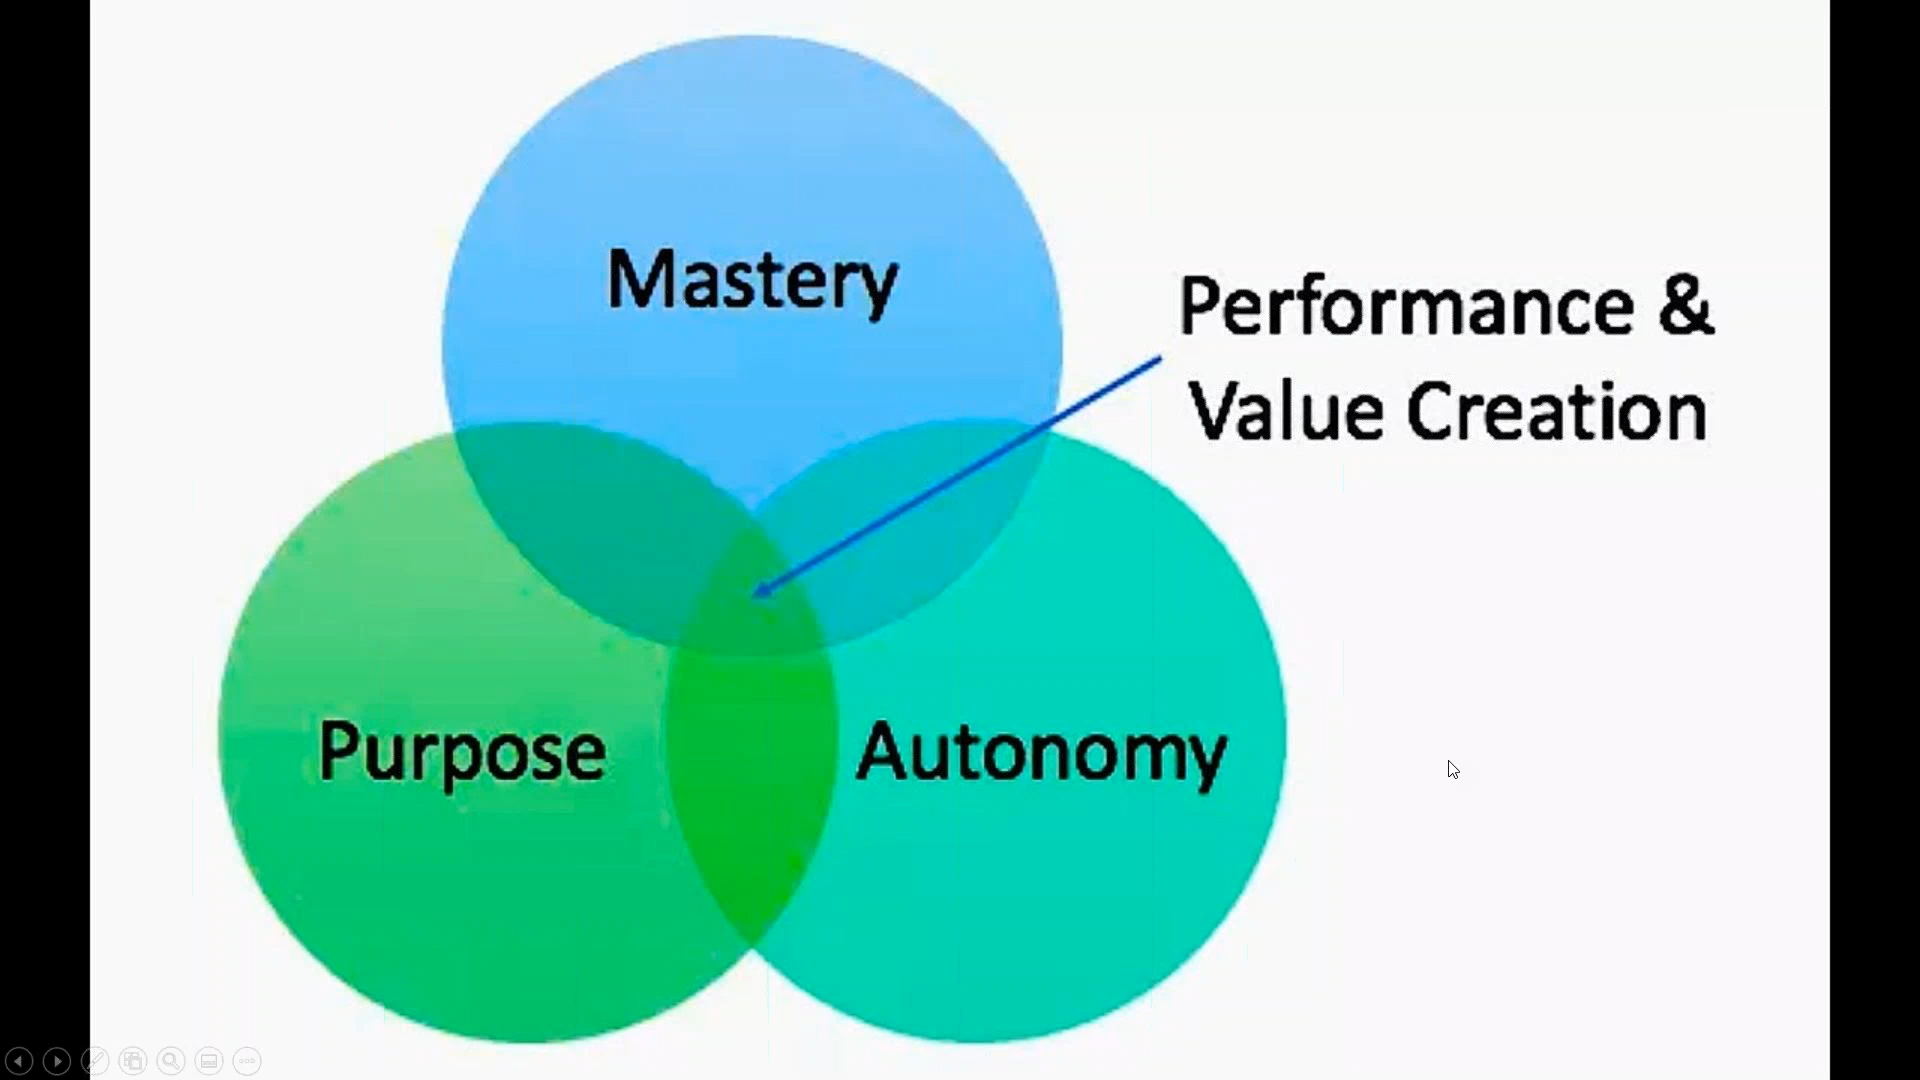 Mastery
Performance &
Value Creation
Purpose
Autonomy